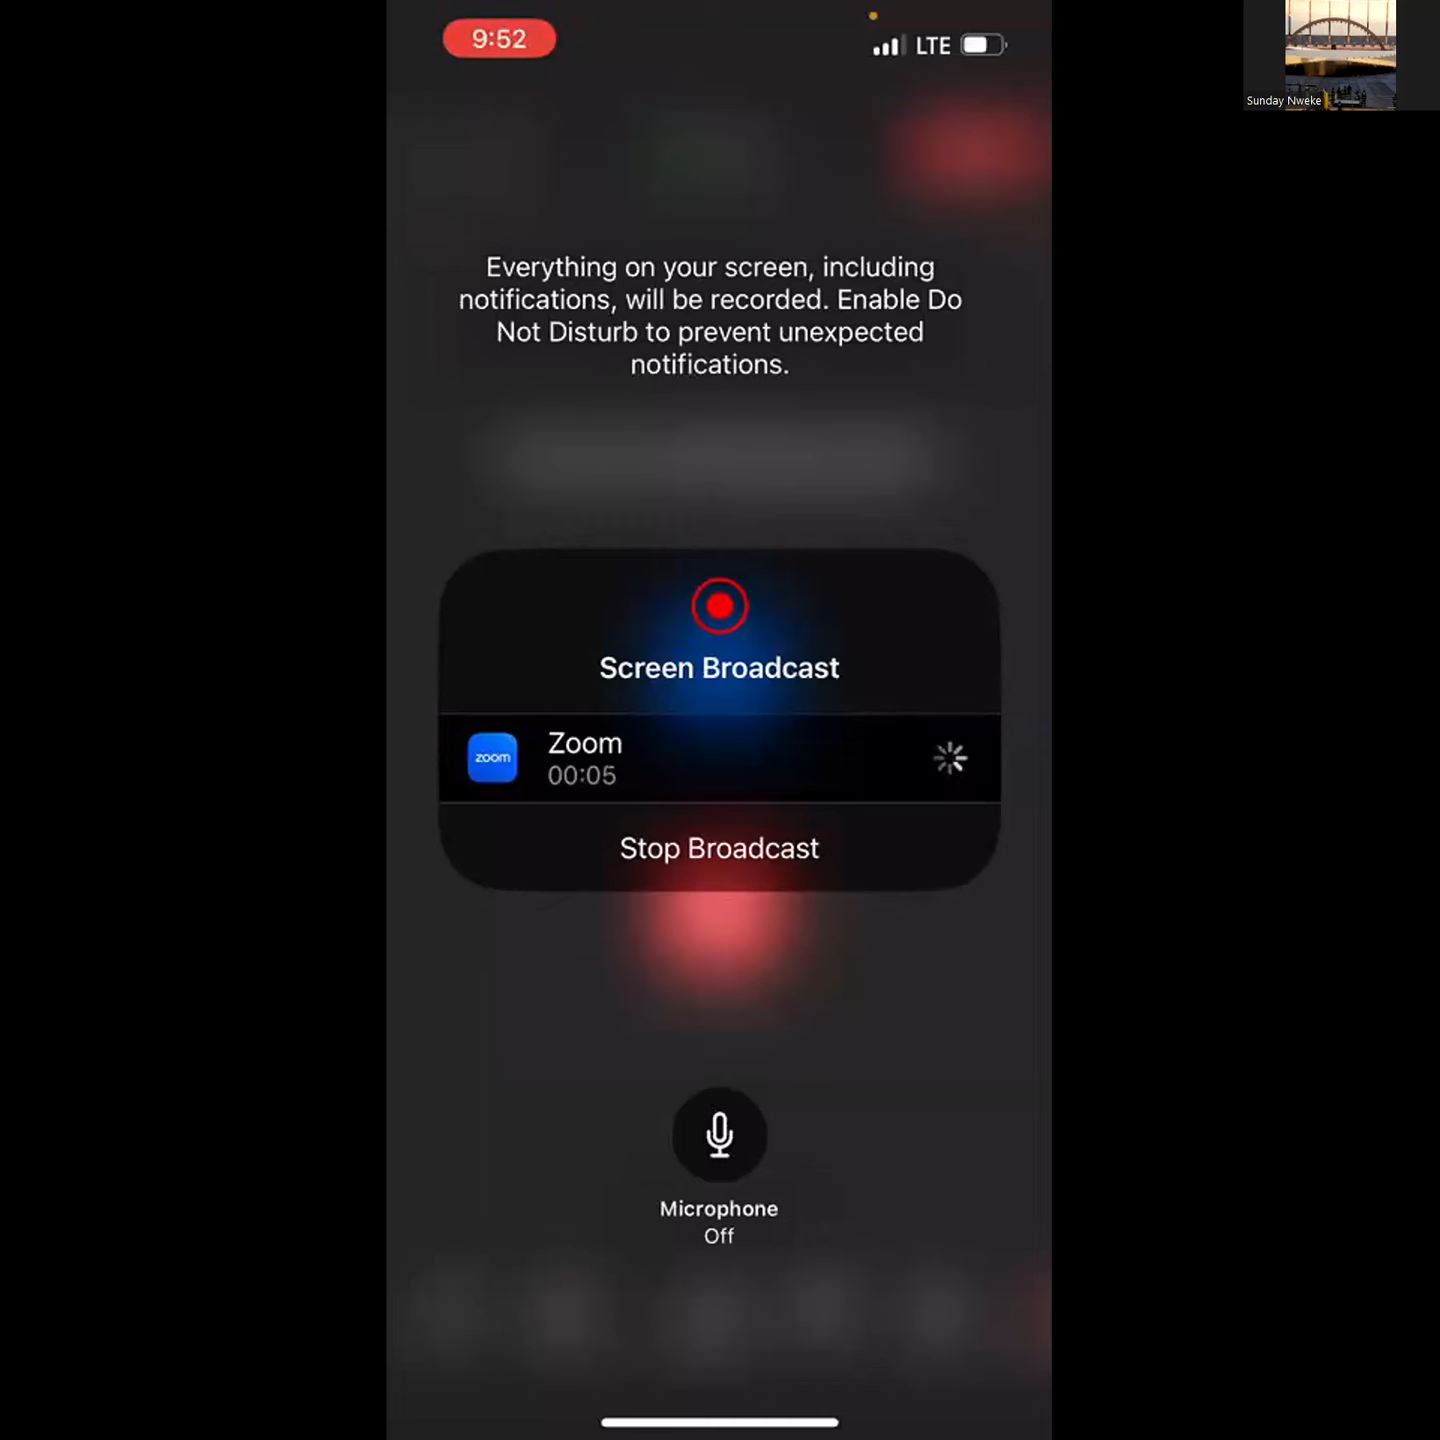 9:52
LTE
Sunday Nweke
Everything on your screen, including
notifications, will be recorded. Enable Do
Not Disturb to prevent unexpected
notifications.
Screen Broadcast
zoom
Zoom
00:05
Stop Broadcast
Microphone
Off